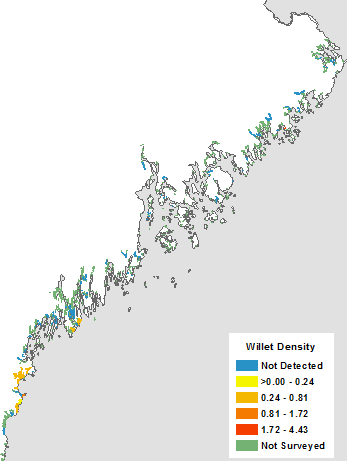 Willet Density
Not Detected
>0.00 - 0.24
0.24 - 0.81
0.81 - 1.72
1.72 - 4.43
Not Surveyed